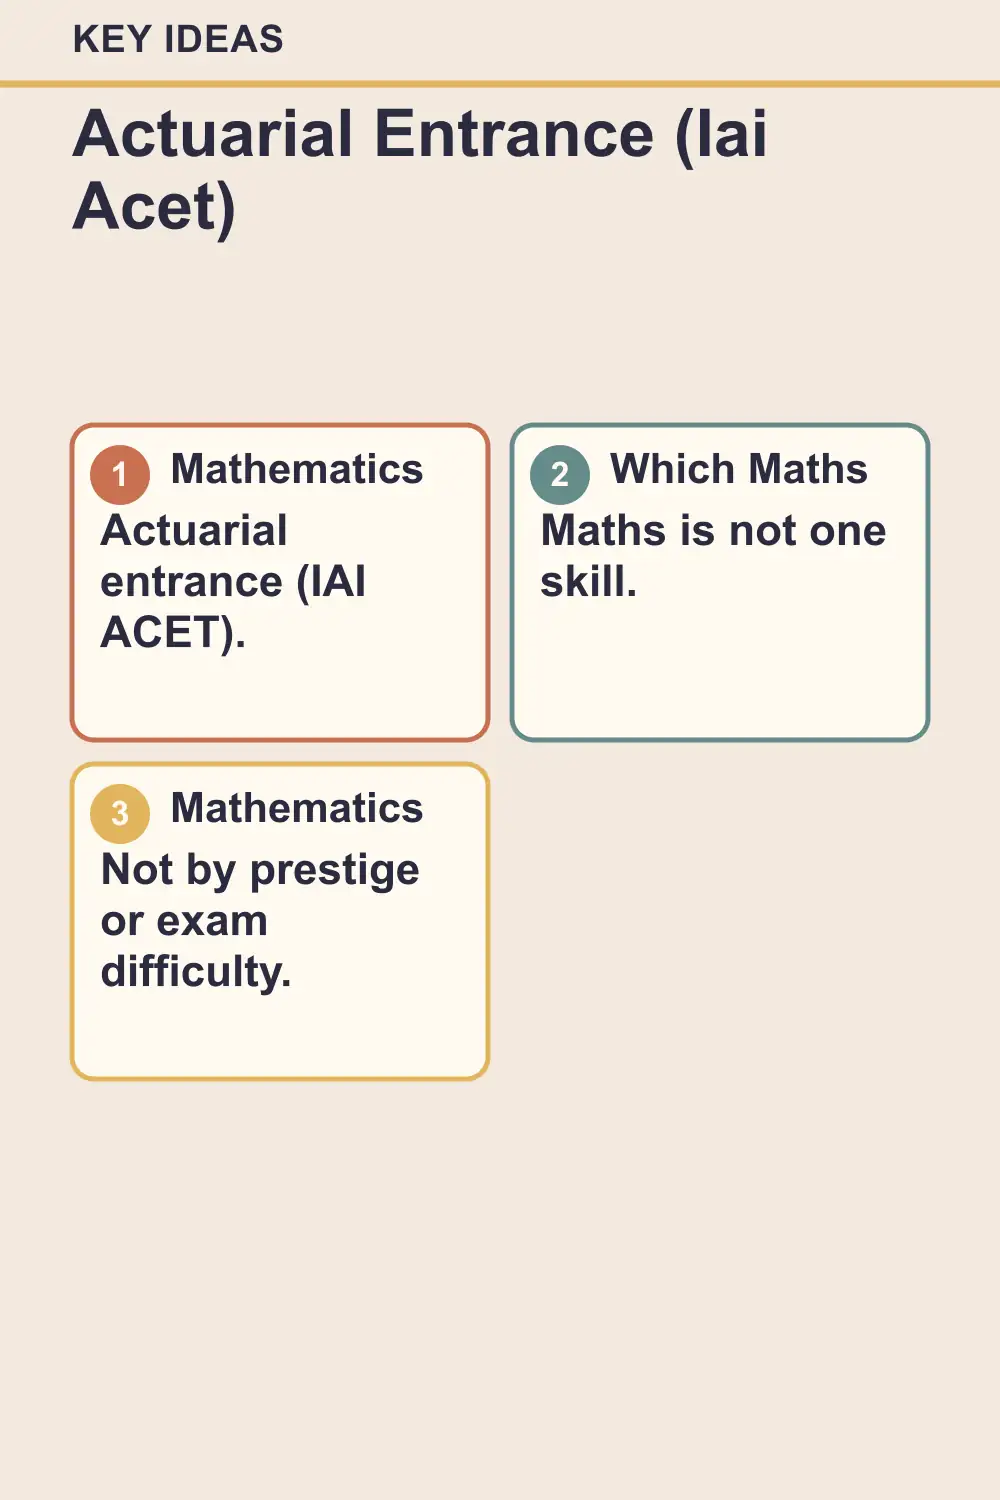 KEY IDEAS
Actuarial Entrance (Iai
Acet)
1 Mathematics
Actuarial
entrance (IAI
ACET).
2 Which Maths
Maths is not one
skill.
3 Mathematics
Not by prestige
or exam
difficulty.